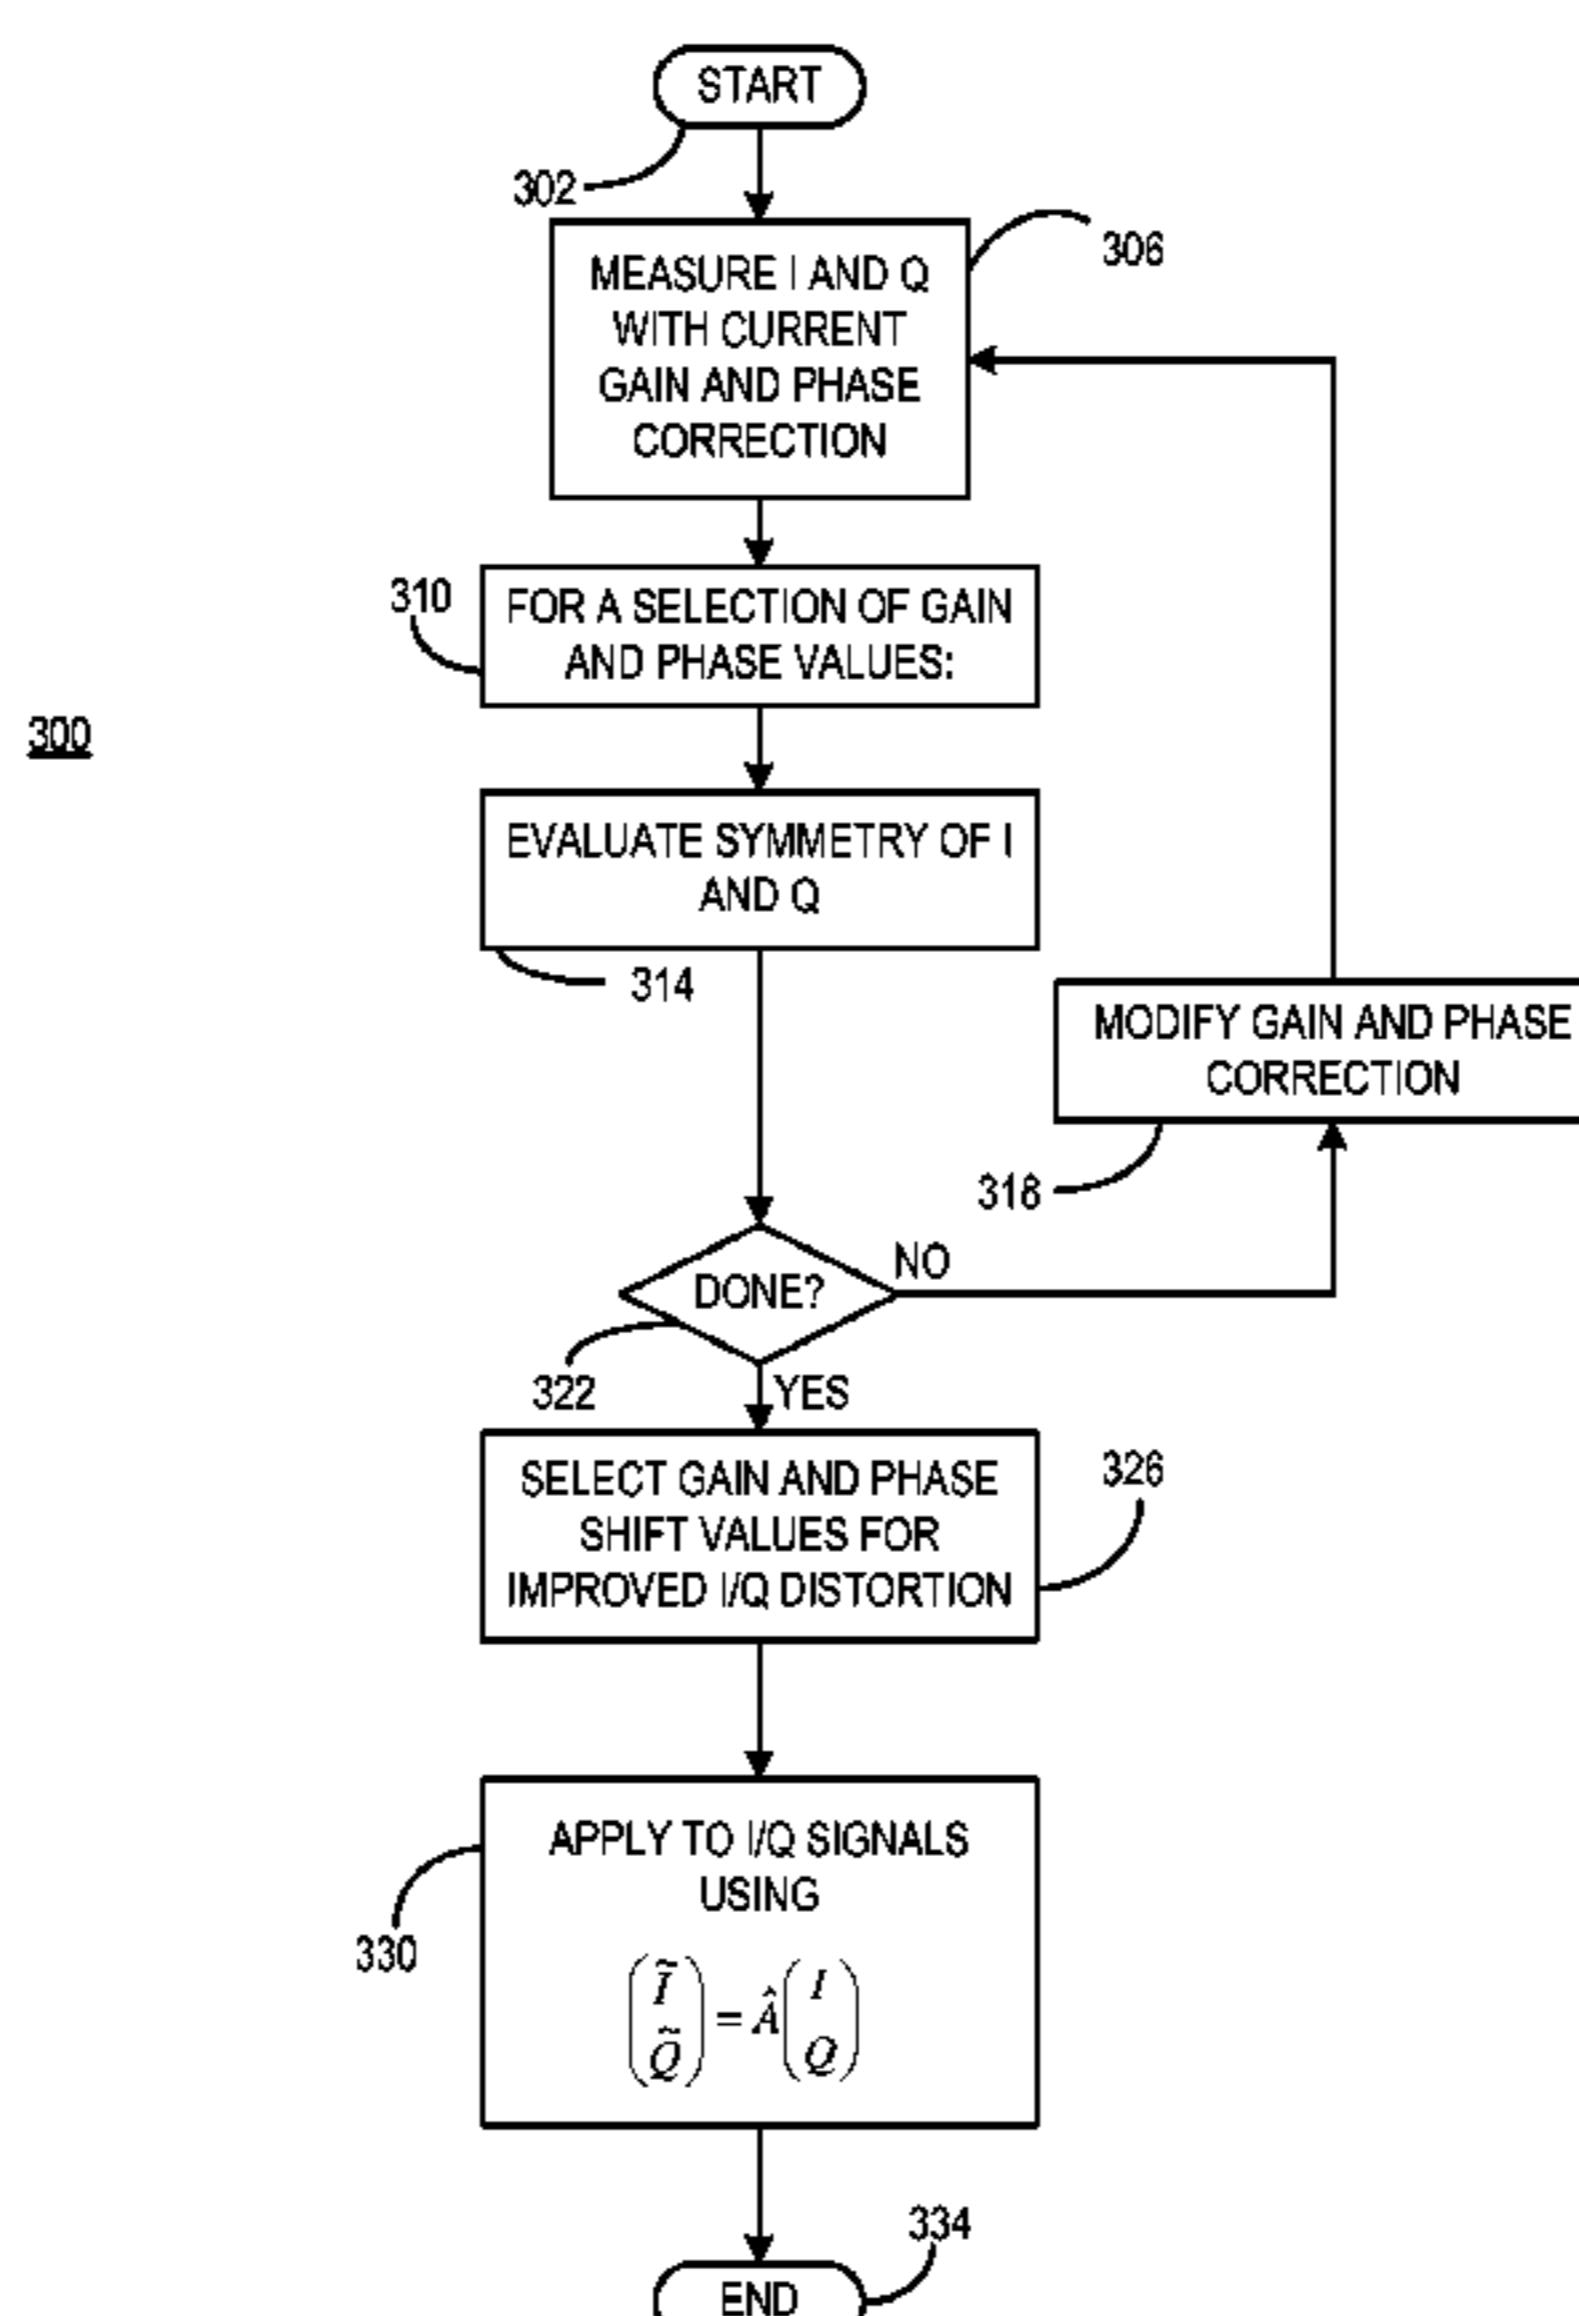 START
302
306
MEASURE I AND Q
WITH CURRENT
GAIN AND PHASE
CORRECTION
310
FOR A SELECTION OF GAIN
AND PHASE VALUES:
300
EVALUATE SYMMETRY OF I
AND Q
314
MODIFY GAIN AND PHASE
CORRECTION
318
DONE?
NO
322
YES
SELECT GAIN AND PHASE
SHIFT VALUES FOR
IMPROVED I/Q DISTORTION
326
APPLY TO I/Q SIGNALS
USING
330
(Ĩ Q̃) = Â (I Q)
334
END